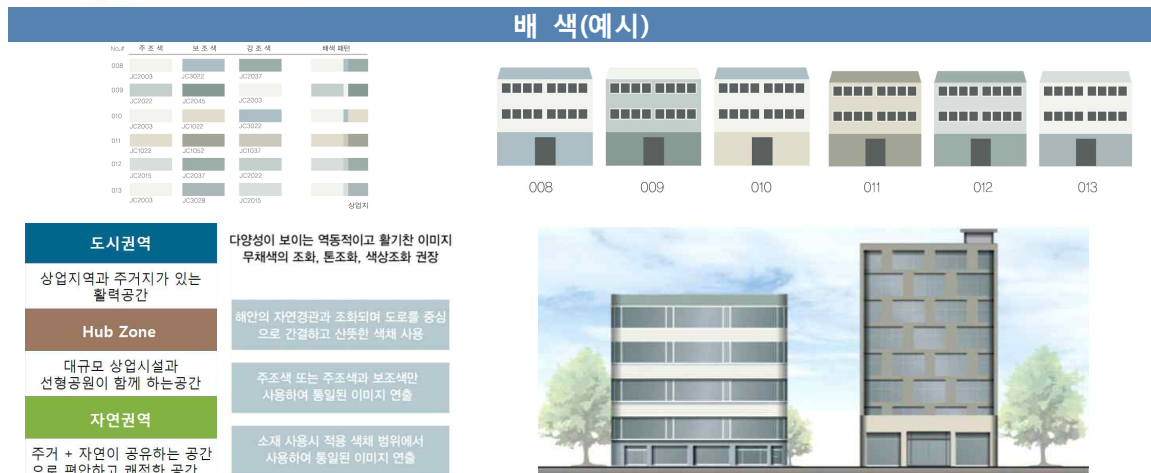 배 색(예시)
No.# 주 조 색 보 조 색 강 조 색 배색 패턴
008
JC2003 JC3022 JC2037
009
JC2022 JC2045 JC2003
010
JC2003 JC1022 JC3022
011
JC1022 JC1052 JC1037
012
JC2015 JC2037 JC2022
013
JC2003 JC3028 JC2015
상업지
008 009 010 011 012 013
도시권역
상업지역과 주거지가 있는
활력공간
Hub Zone
대규모 상업시설과
선형공원이 함께 하는공간
자연권역
주거 + 자연이 공유하는 공간
으로 편안하고 쾌적한 공간
다양성이 보이는 역동적이고 활기찬 이미지
무채색의 조화, 톤조화, 색상조화 권장
해안의 자연경관과 조화되며 도로를 중심
으로 간결하고 산뜻한 색채 사용
주조색 또는 주조색과 보조색만
사용하여 통일된 이미지 연출
소재 사용시 적용 색채 범위에서
사용하여 통일된 이미지 연출